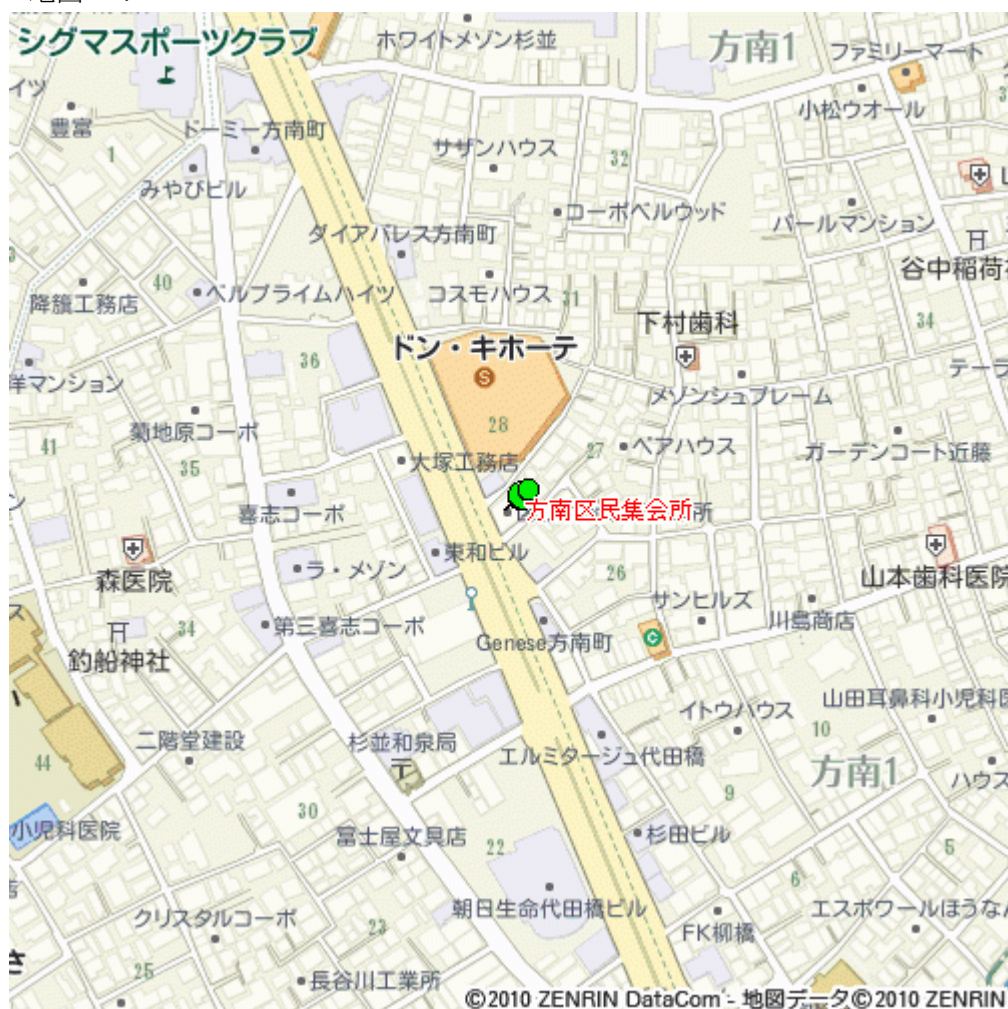 シグマスポーツクラブ
ホワイトメゾン杉並
方南1
ファミリーマート
イツ
小松ウオール
豊富
ドーミー方南町
サザンハウス
32
1
みやびビル
コーポベルウッド
パールマンション
ダイアパレス方南町
谷中稲荷
40
降籏工務店
ベルプライムハイツ
コスモハウス
31
下村歯科
34
ドン・キホーテ
36
洋マンション
テーラ
メゾンシュプレーム
28
菊地原コーポ
41
35
大塚工務店
27
ペアハウス
ガーデンコート近藤
喜志コーポ
方南区民集会所
所
東和ビル
森医院
ラ・メゾン
26
山本歯科医院
サンヒルズ
川島商店
ス
34
第三喜志コーポ
Genese方南町
釣船神社
イトウハウス
山田耳鼻科小児科医
10
二階堂建設
杉並和泉局
エルミタージュ代田橋
44
方南1
ハウス
9
30
小児科医院
冨士屋文具店
22
杉田ビル
5
6
朝日生命代田橋ビル
エスポワールほうなん
クリスタルコーポ
23
FK柳橋
き
25
長谷川工業所
©2010 ZENRIN DataCom - 地図データ©2010 ZENRIN